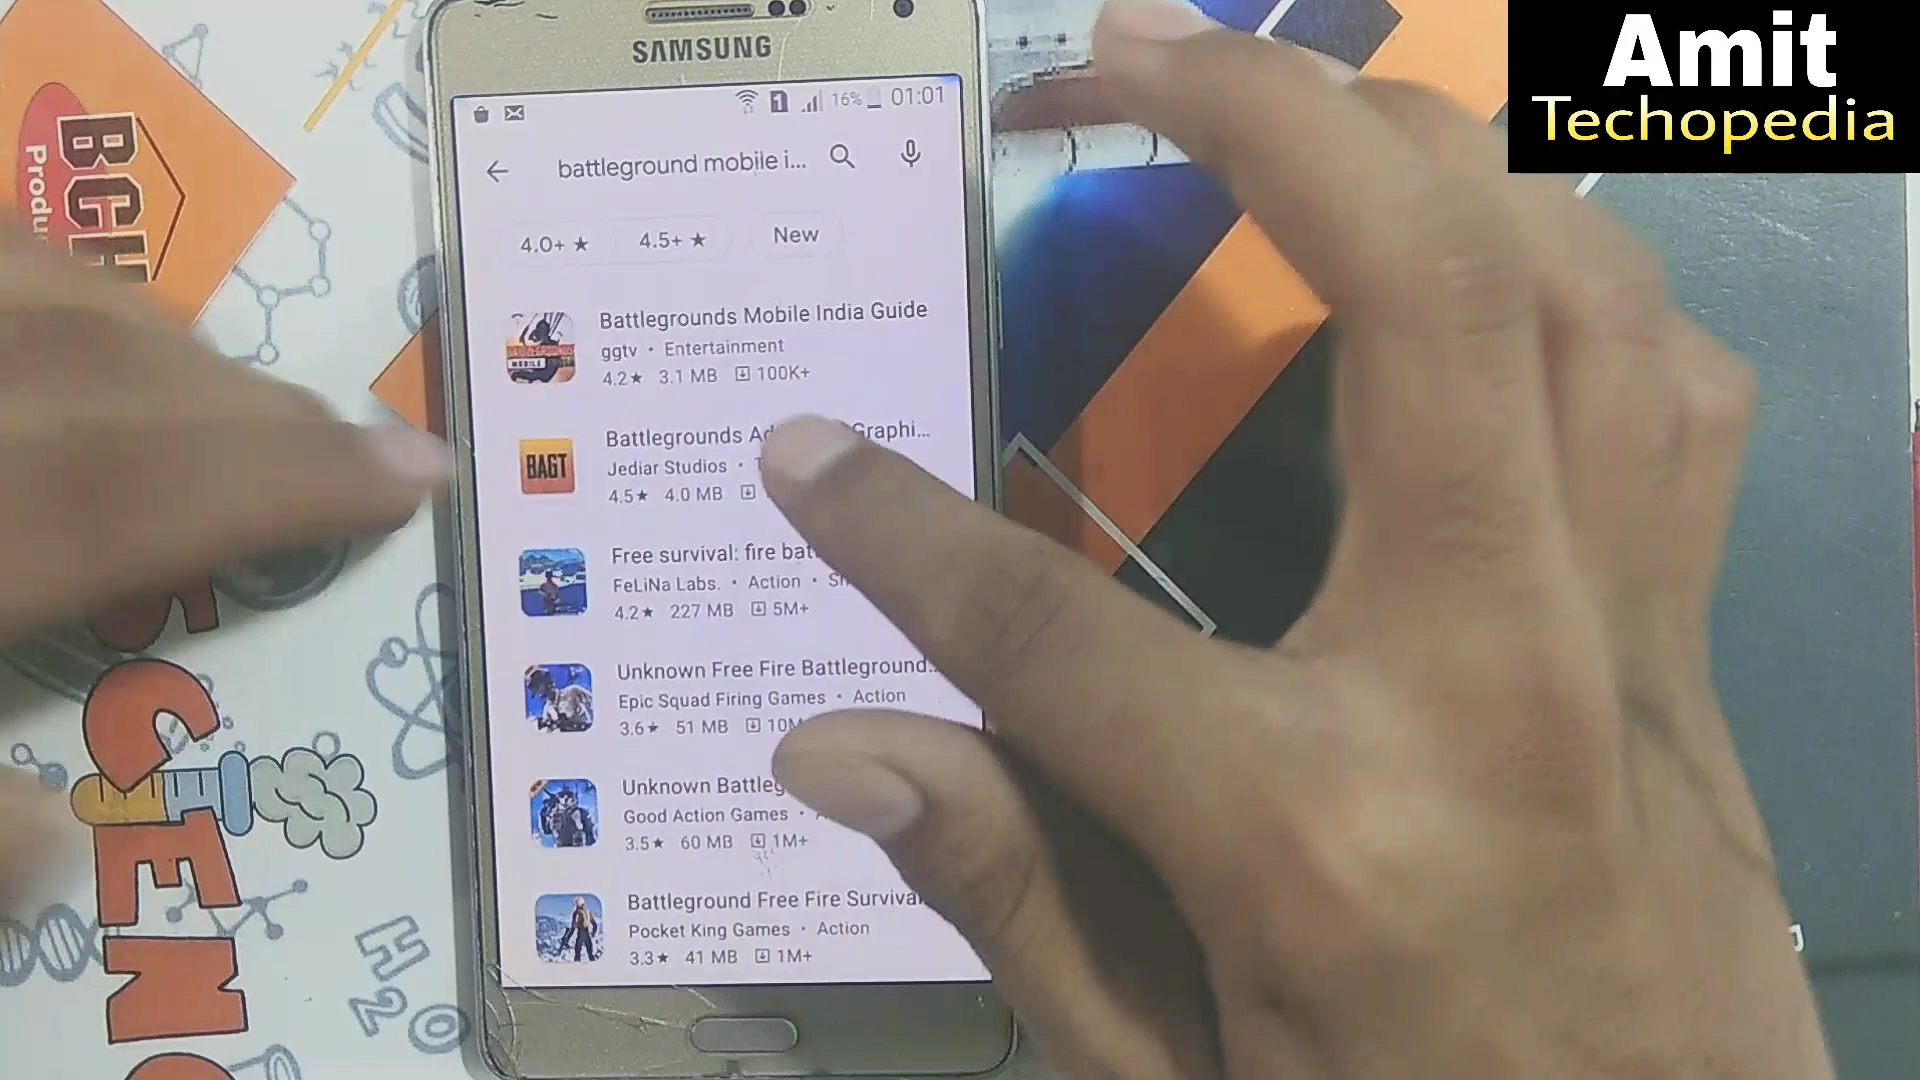 Amit
Techopedia
SAMSUNG
1 16% 01:01
battleground mobile i...
4.0+ ★ 4.5+ ★ New
Battlegrounds Mobile India Guide
ggtv • Entertainment
4.2★ 3.1 MB 100K+
BAGT
Battlegrounds Graphi...
Jediar Studios •
4.5★ 4.0 MB
Free survival: fire
FeLiNa Labs. • Action •
4.2★ 227 MB 5M+
Unknown Free Fire Battleground...
Epic Squad Firing Games • Action
3.6★ 51 MB
Unknown
Good Action Games •
3.5★ 60 MB 1M+
Battleground Free Fire
Pocket King Games • Action
3.3★ 41 MB 1M+
BCH
H2O